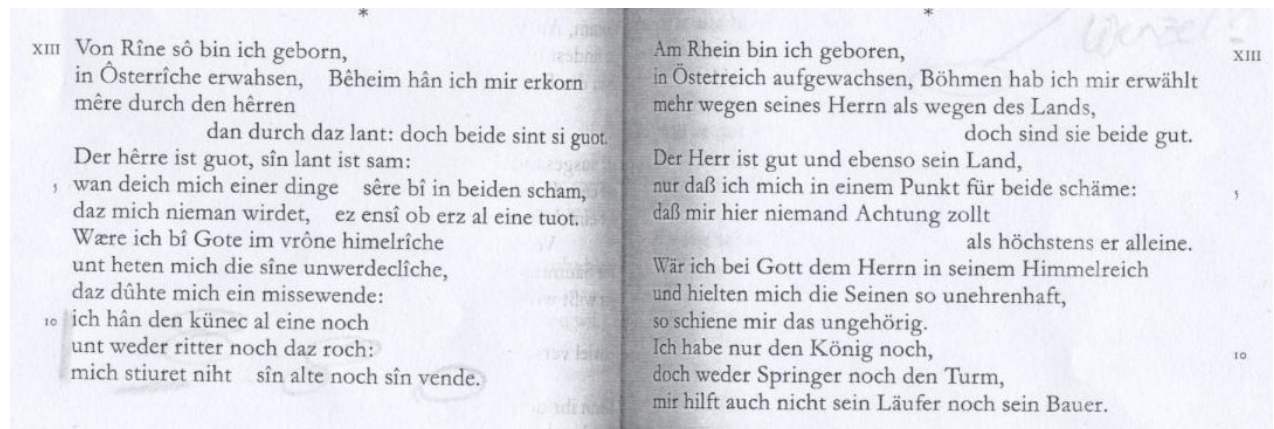 *
XIII Von Rîne sô bin ich geborn,
in Ôsterrîche erwahsen, Bêheim hân ich mir erkorn
mêre durch den hêrren
dan durch daz lant: doch beide sint si guot.
Der hêrre ist guot, sîn lant ist sam:
5 wan deich mich einer dinge sêre bî in beiden scham,
daz mich nieman wirdet, ez ensî ob erz al eine tuot.
Wære ich bî Gote im vrône himelrîche
unt heten mich die sîne unwerdeclîche,
daz dûhte mich ein missewende:
10 ich hân den künec al eine noch
unt weder ritter noch daz roch:
mich stiuret niht sîn alte noch sîn vende.
*
Wenzel!
Am Rhein bin ich geboren, XIII
in Österreich aufgewachsen, Böhmen hab ich mir erwählt
mehr wegen seines Herrn als wegen des Lands,
doch sind sie beide gut.
Der Herr ist gut und ebenso sein Land,
nur daß ich mich in einem Punkt für beide schäme: 5
daß mir hier niemand Achtung zollt
als höchstens er alleine.
Wär ich bei Gott dem Herrn in seinem Himmelreich
und hielten mich die Seinen so unehrenhaft,
so schiene mir das ungehörig.
Ich habe nur den König noch, 10
doch weder Springer noch den Turm,
mir hilft auch nicht sein Läufer noch sein Bauer.